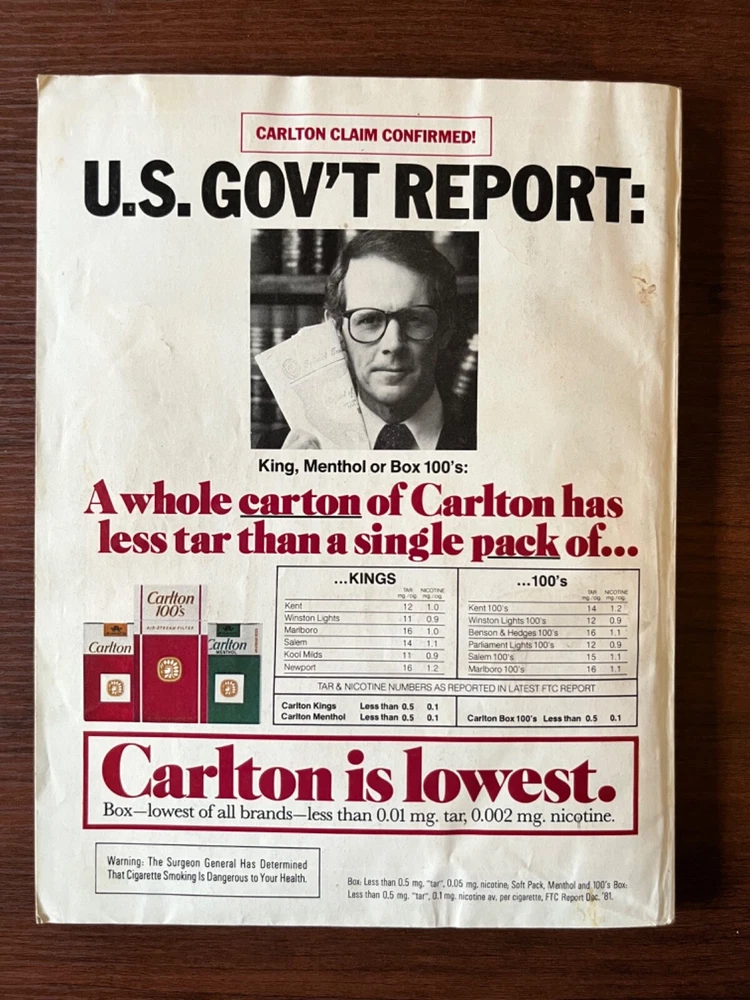 CARLTON CLAIM CONFIRMED!
U.S. GOV'T REPORT:
King, Menthol or Box 100's:
A whole carton of Carlton has
less tar than a single pack of...
Carlton
100's
AIR-STREAM FILTER
Carlton
Carlton
MENTHOL
...KINGS
TAR NICOTINE
mg./cig. mg./cig.
Kent 12 1.0
Winston Lights 11 0.9
Marlboro 16 1.0
Salem 14 1.1
Kool Milds 11 0.9
Newport 16 1.2
...100's
TAR NICOTINE
mg./cig. mg./cig.
Kent 100's 14 1.2
Winston Lights 100's 12 0.9
Benson & Hedges 100's 16 1.1
Parliament Lights 100's 12 0.9
Salem 100's 15 1.1
Marlboro 100's 16 1.1
TAR & NICOTINE NUMBERS AS REPORTED IN LATEST FTC REPORT
Carlton Kings Less than 0.5 0.1
Carlton Menthol Less than 0.5 0.1
Carlton Box 100's Less than 0.5 0.1
Carlton is lowest.
Box—lowest of all brands—less than 0.01 mg. tar, 0.002 mg. nicotine.
Warning: The Surgeon General Has Determined
That Cigarette Smoking Is Dangerous to Your Health.
Box: Less than 0.5 mg. "tar", 0.05 mg. nicotine; Soft Pack, Menthol and 100's Box:
Less than 0.5 mg. "tar", 0.1 mg. nicotine av. per cigarette, FTC Report Dec. '81.